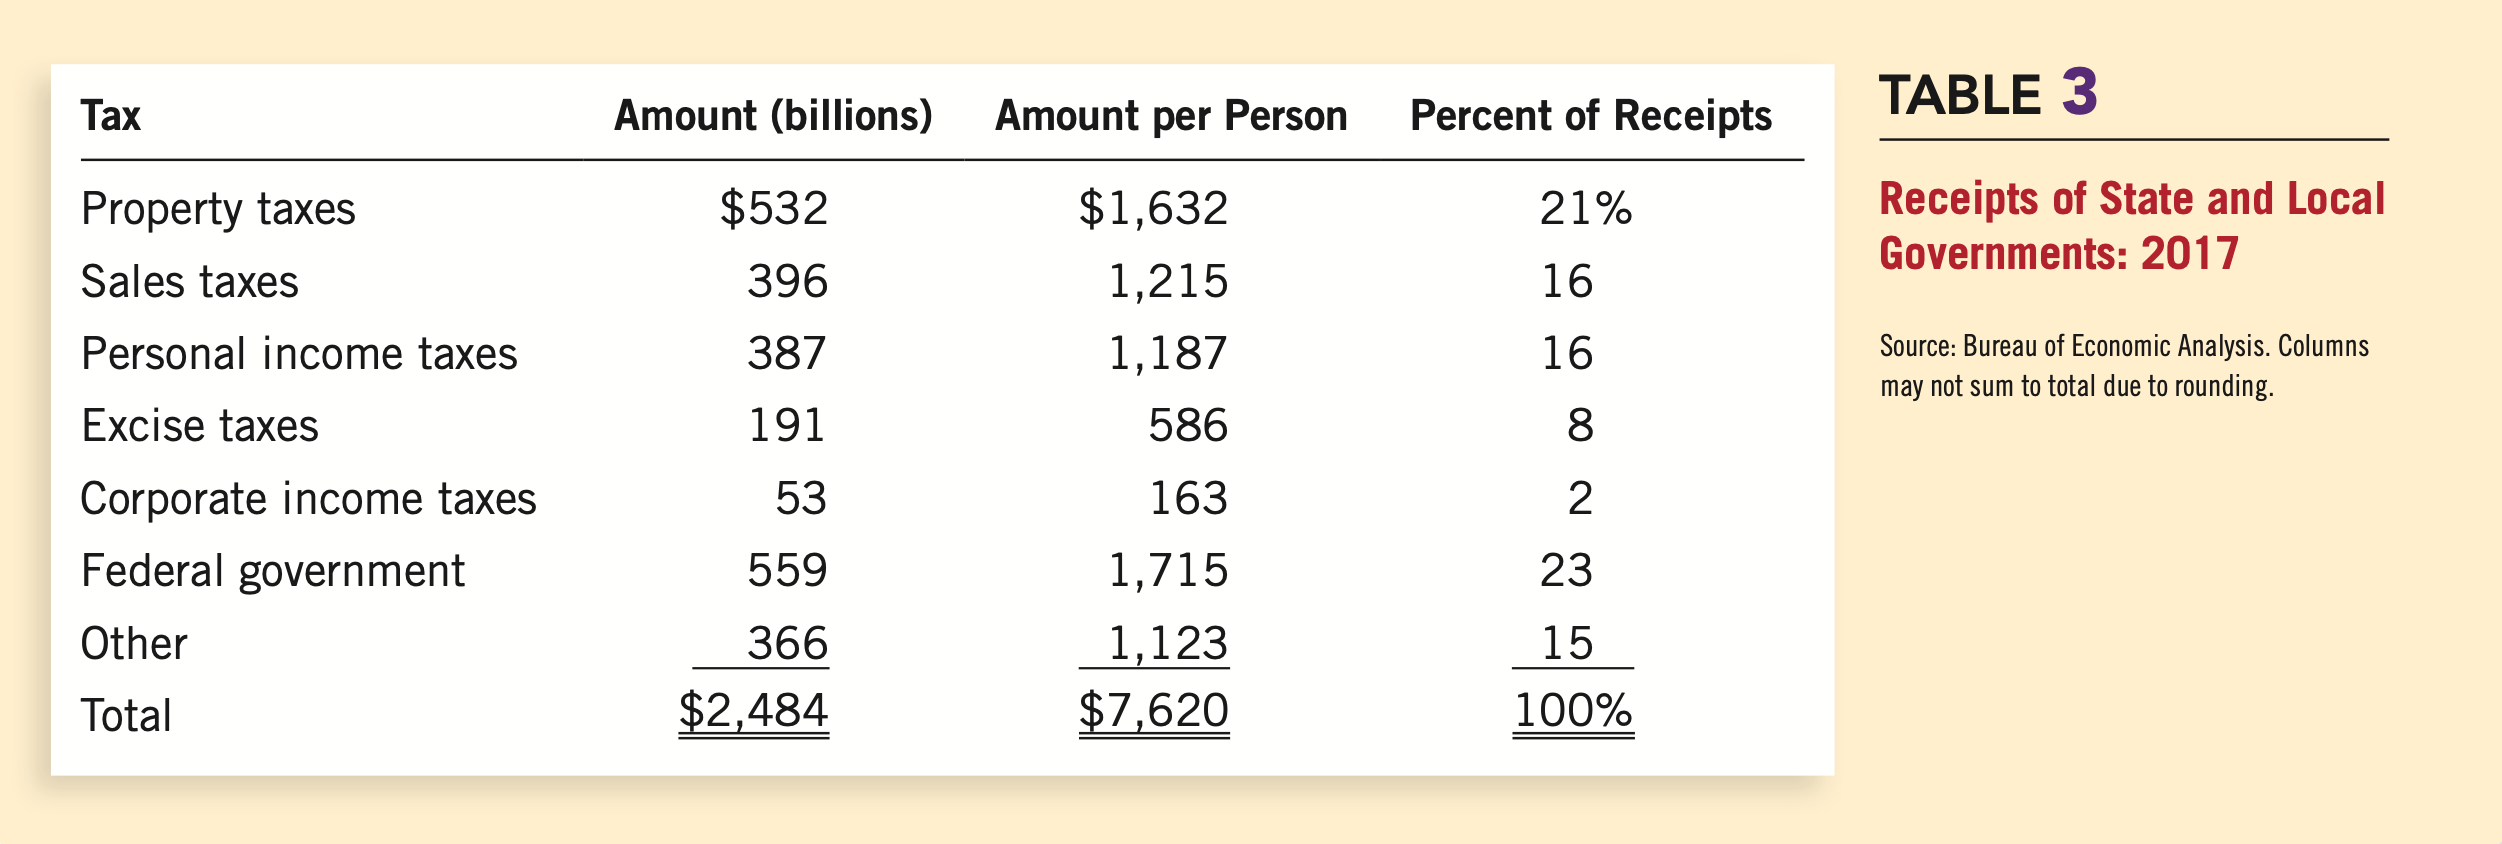 Tax Amount (billions) Amount per Person Percent of Receipts
Property taxes $532 $1,632 21%
Sales taxes 396 1,215 16
Personal income taxes 387 1,187 16
Excise taxes 191 586 8
Corporate income taxes 53 163 2
Federal government 559 1,715 23
Other 366 1,123 15
Total $2,484 $7,620 100%
TABLE 3
Receipts of State and Local
Governments: 2017
Source: Bureau of Economic Analysis. Columns
may not sum to total due to rounding.